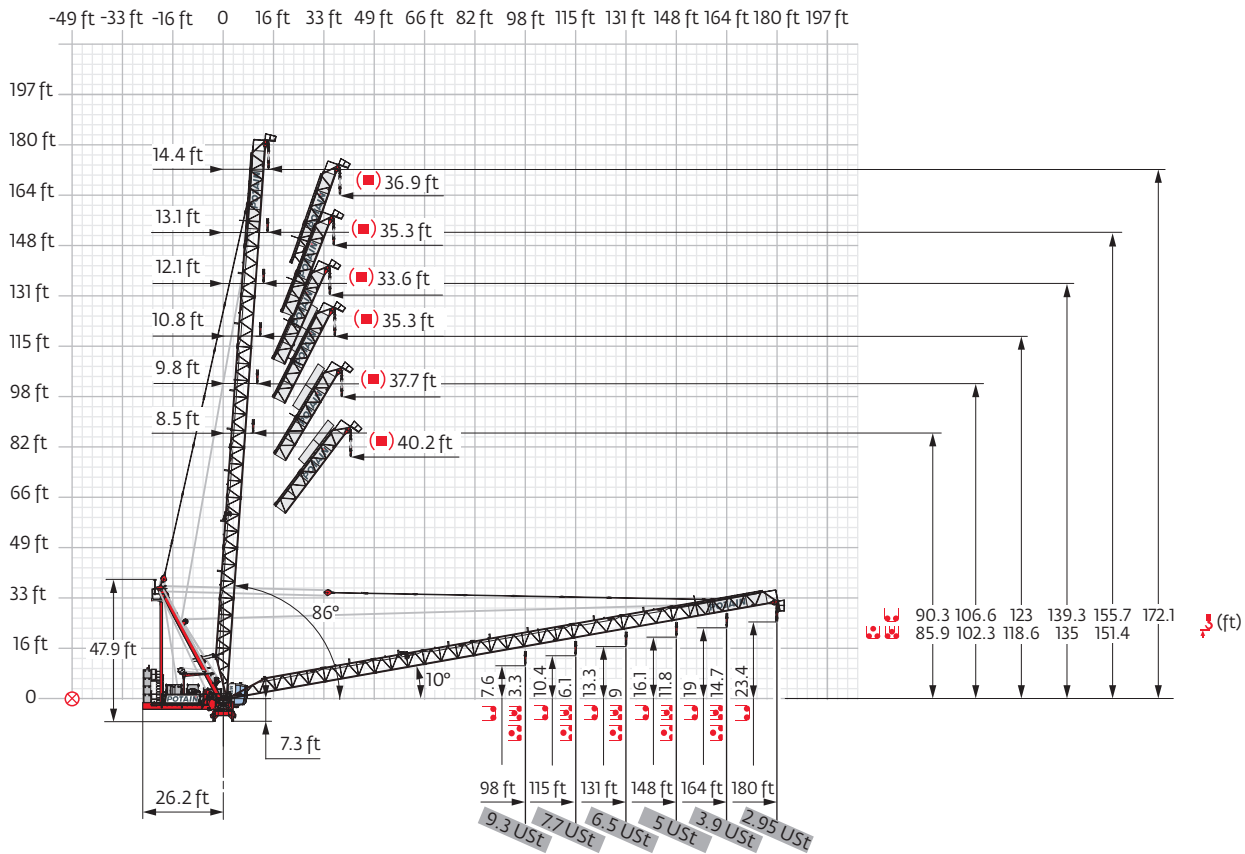 -49 ft -33 ft -16 ft 0 16 ft 33 ft 49 ft 66 ft 82 ft 98 ft 115 ft 131 ft 148 ft 164 ft 180 ft 197 ft
197 ft
180 ft
14.4 ft
36.9 ft
164 ft
13.1 ft
35.3 ft
148 ft
12.1 ft
33.6 ft
131 ft
10.8 ft
35.3 ft
115 ft
9.8 ft
37.7 ft
98 ft
8.5 ft
40.2 ft
82 ft
66 ft
49 ft
33 ft
86°
90.3 106.6 123 139.3 155.7 172.1
85.9 102.3 118.6 135 151.4
(ft)
16 ft
47.9 ft
10°
0
POTAIN
POTAIN
POTAIN
POTAIN
POTAIN
POTAIN
POTAIN
POTAIN
POTAIN
7.6 3.3 10.4 6.1 13.3 9 16.1 11.8 19 14.7 23.4
7.3 ft
26.2 ft
98 ft 115 ft 131 ft 148 ft 164 ft 180 ft
9.3 USt 7.7 USt 6.5 USt 5 USt 3.9 USt 2.95 USt